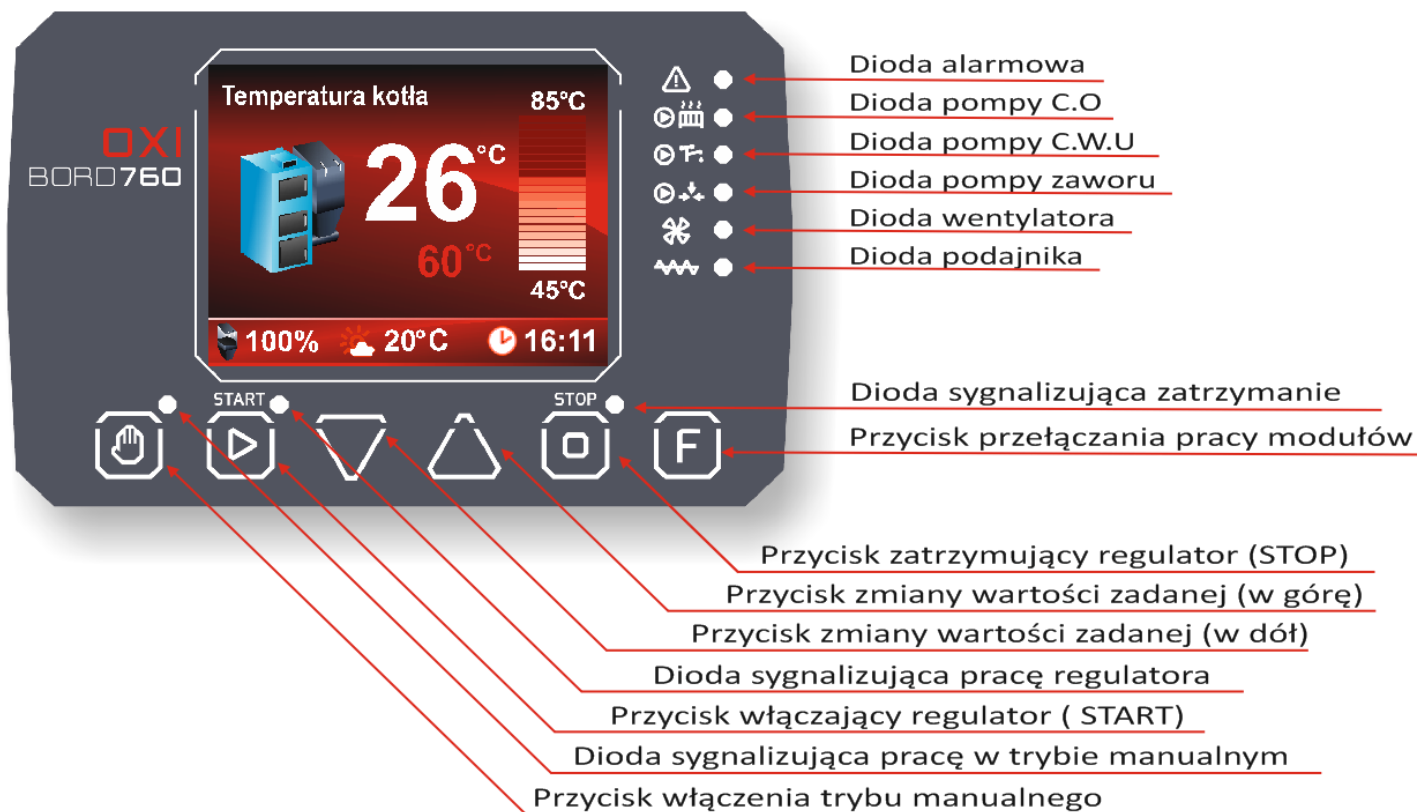 Temperatura kotła
85°C
26°C
60°C
45°C
100%
20°C
16:11
OXI
BORD760
START
STOP
F
Dioda alarmowa
Dioda pompy C.O
Dioda pompy C.W.U
Dioda pompy zaworu
Dioda wentylatora
Dioda podajnika
Dioda sygnalizująca zatrzymanie
Przycisk przełączania pracy modułów
Przycisk zatrzymujący regulator (STOP)
Przycisk zmiany wartości zadanej (w górę)
Przycisk zmiany wartości zadanej (w dół)
Dioda sygnalizująca pracę regulatora
Przycisk włączający regulator ( START)
Dioda sygnalizująca pracę w trybie manualnym
Przycisk włączenia trybu manualnego